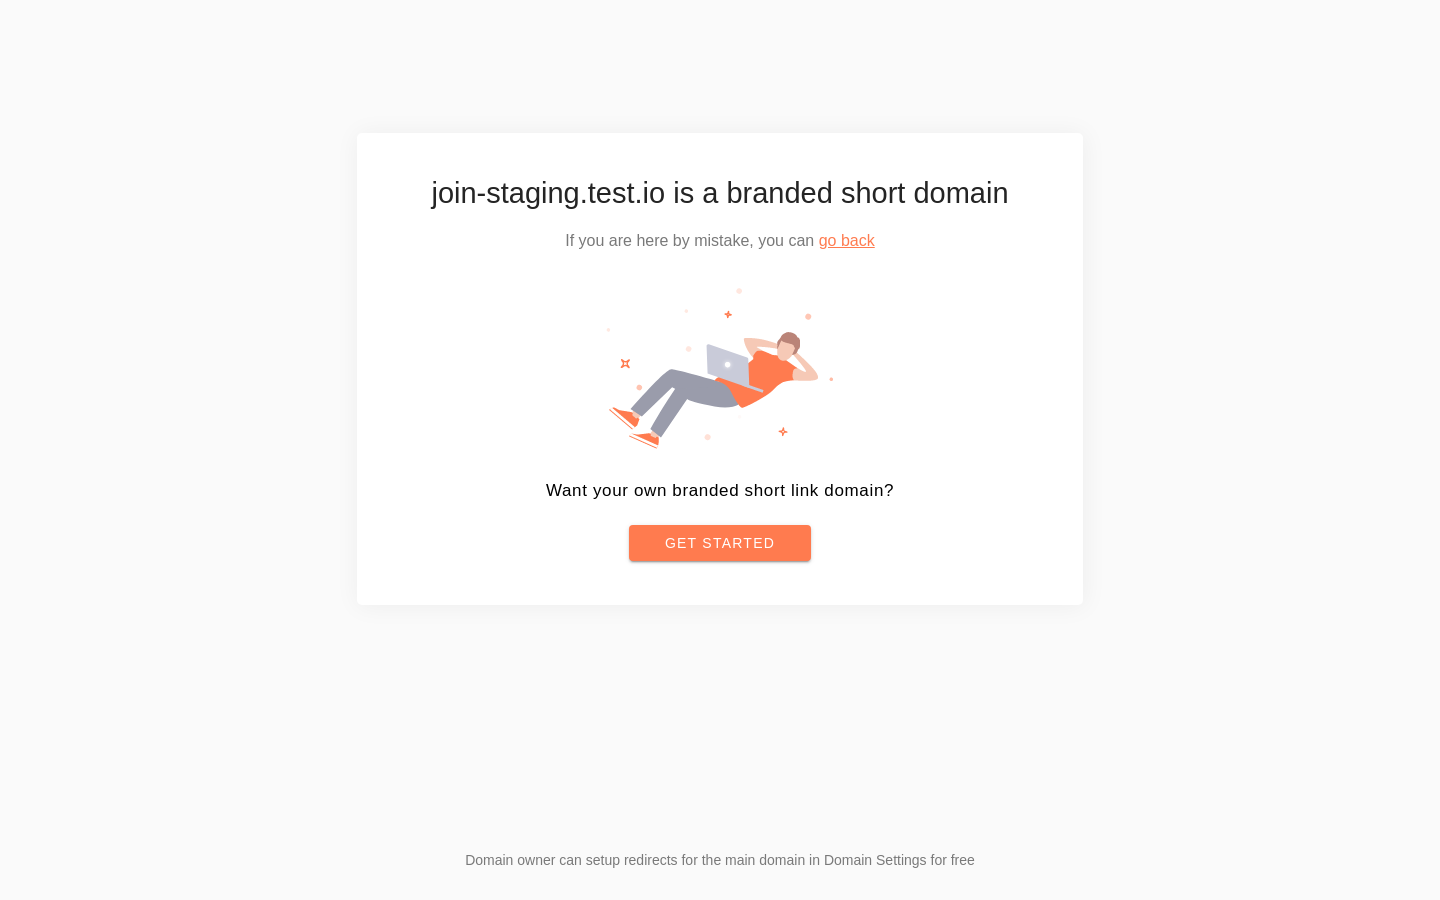 join-staging.test.io is a branded short domain
If you are here by mistake, you can go back
Want your own branded short link domain?
GET STARTED
Domain owner can setup redirects for the main domain in Domain Settings for free